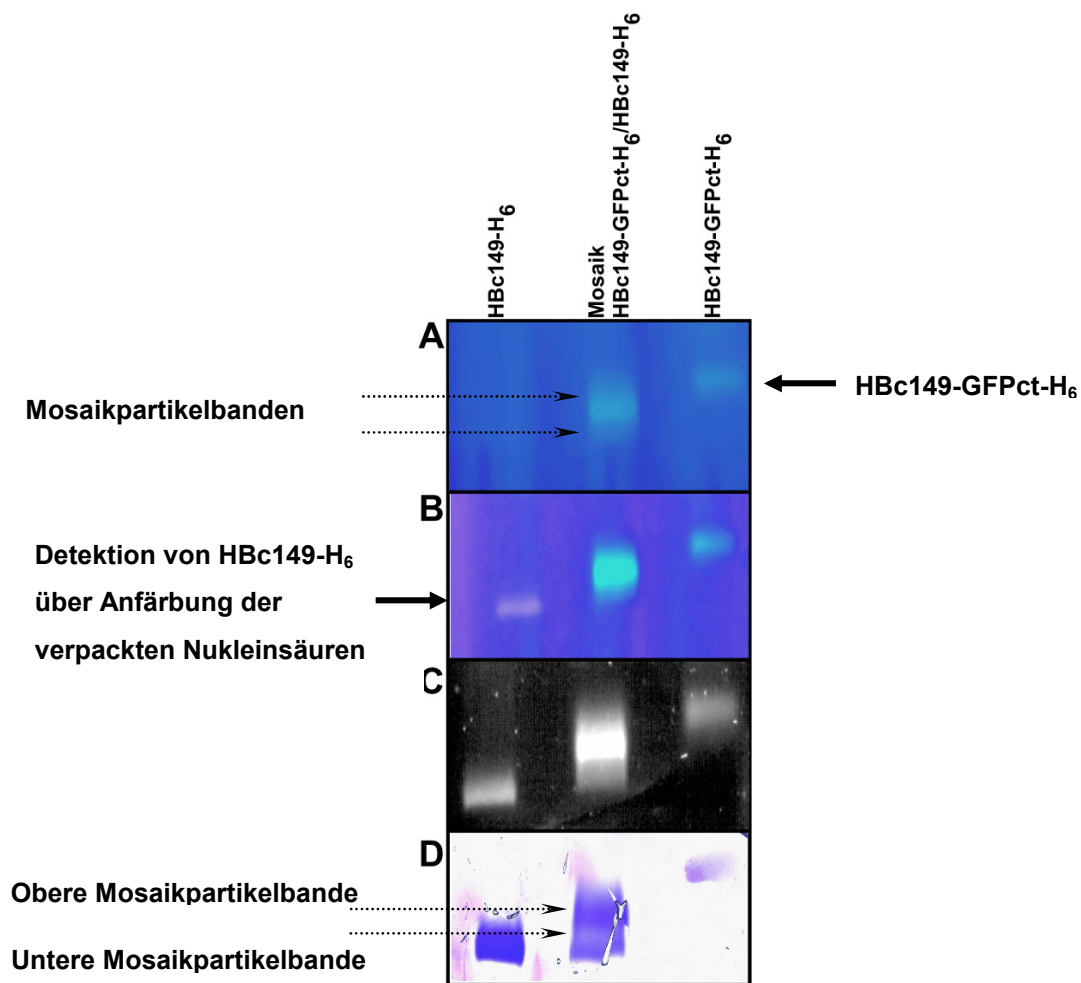 HBc149-H6
Mosaik
HBc149-GFPct-H6/HBc149-H6
HBc149-GFPct-H6
A
Mosaikpartikelbanden
HBc149-GFPct-H6
B
Detektion von HBc149-H6
über Anfärbung der
verpackten Nukleinsäuren
C
D
Obere Mosaikpartikelbande
Untere Mosaikpartikelbande